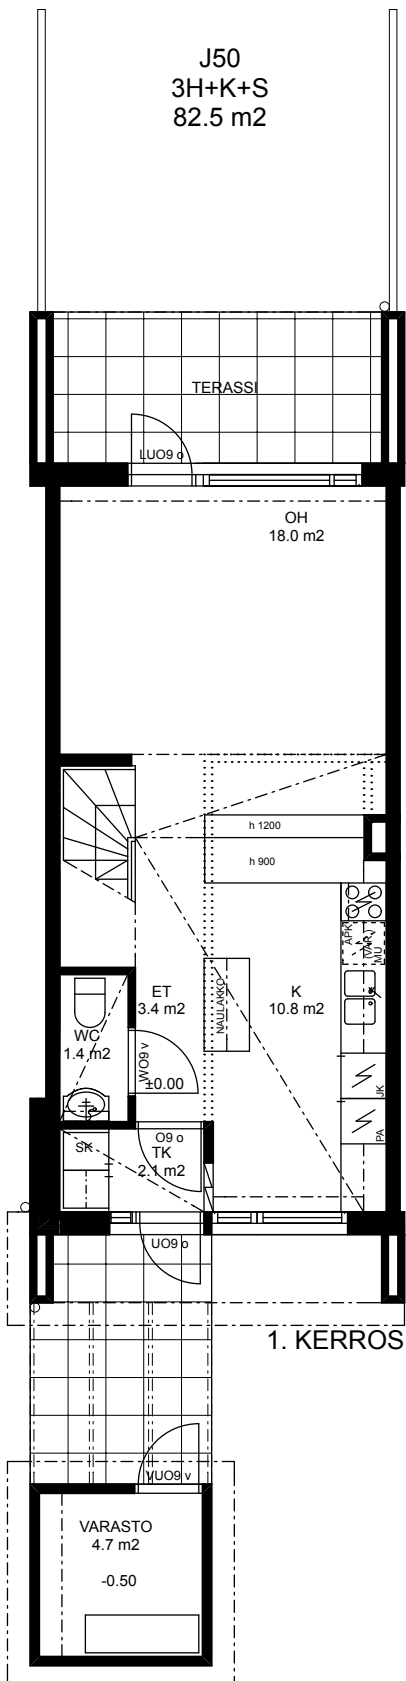 J50
3H+K+S
82.5 m2
TERASSI
LUO9 o
OH
18.0 m2
h 1200
h 900
APK
VAR.
MU
ET
3.4 m2
NAULAKKO
K
10.8 m2
WC
1.4 m2
WO9 v
±0.00
JK
PA
SK
O9 o
TK
2.1 m2
UO9 o
1. KERROS
VUO9 v
VARASTO
4.7 m2
-0.50